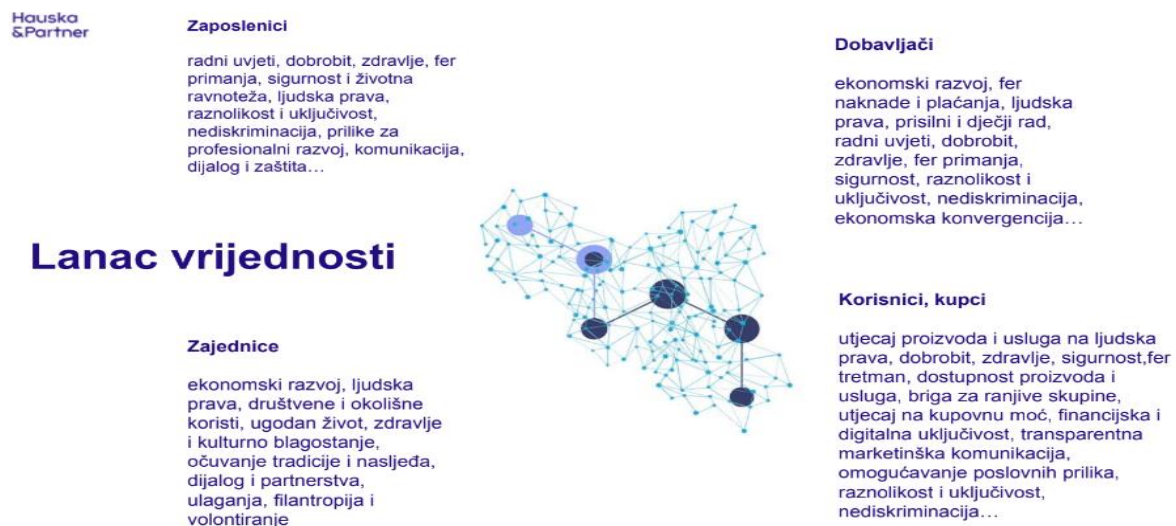 Hauska
&Partner
Zaposlenici
radni uvjeti, dobrobit, zdravlje, fer
primanja, sigurnost i životna
ravnoteža, ljudska prava,
raznolikost i uključivost,
nediskriminacija, prilike za
profesionalni razvoj, komunikacija,
dijalog i zaštita…
Dobavljači
ekonomski razvoj, fer
naknade i plaćanja, ljudska
prava, prisilni i dječji rad,
radni uvjeti, dobrobit,
zdravlje, fer primanja,
sigurnost, raznolikost i
uključivost, nediskriminacija,
ekonomska konvergencija…
Lanac vrijednosti
Zajednice
ekonomski razvoj, ljudska
prava, društvene i okolišne
koristi, ugodan život, zdravlje
i kulturno blagostanje,
očuvanje tradicije i nasljeđa,
dijalog i partnerstva,
ulaganja, filantropija i
volontiranje
Korisnici, kupci
utjecaj proizvoda i usluga na ljudska
prava, dobrobit, zdravlje, sigurnost,fer
tretman, dostupnost proizvoda i
usluga, briga za ranjive skupine,
utjecaj na kupovnu moć, financijska i
digitalna uključivost, transparentna
marketinška komunikacija,
omogućavanje poslovnih prilika,
raznolikost i uključivost,
nediskriminacija…